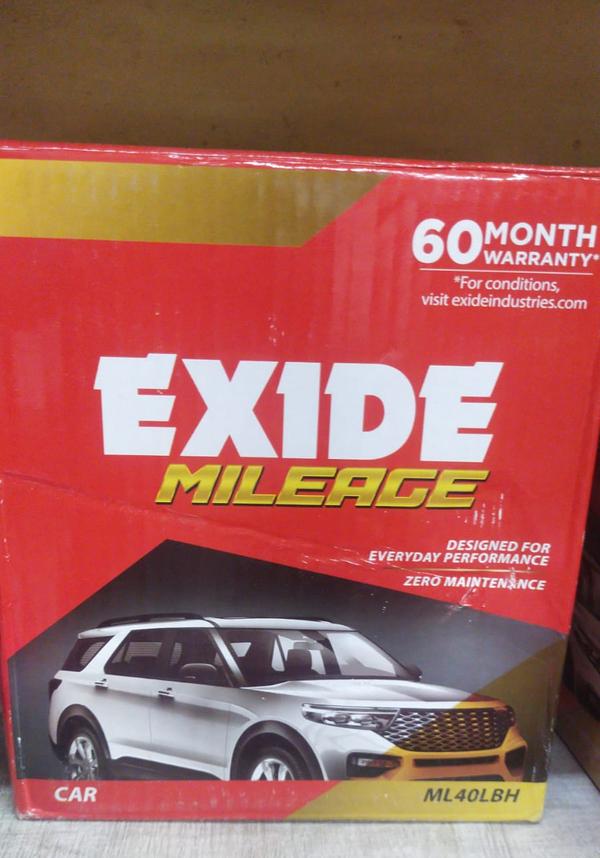 60 MONTH
WARRANTY*
*For conditions,
visit exideindustries.com
EXIDE
MILEAGE
DESIGNED FOR
EVERYDAY PERFORMANCE
ZERO MAINTENANCE
CAR
ML40LBH